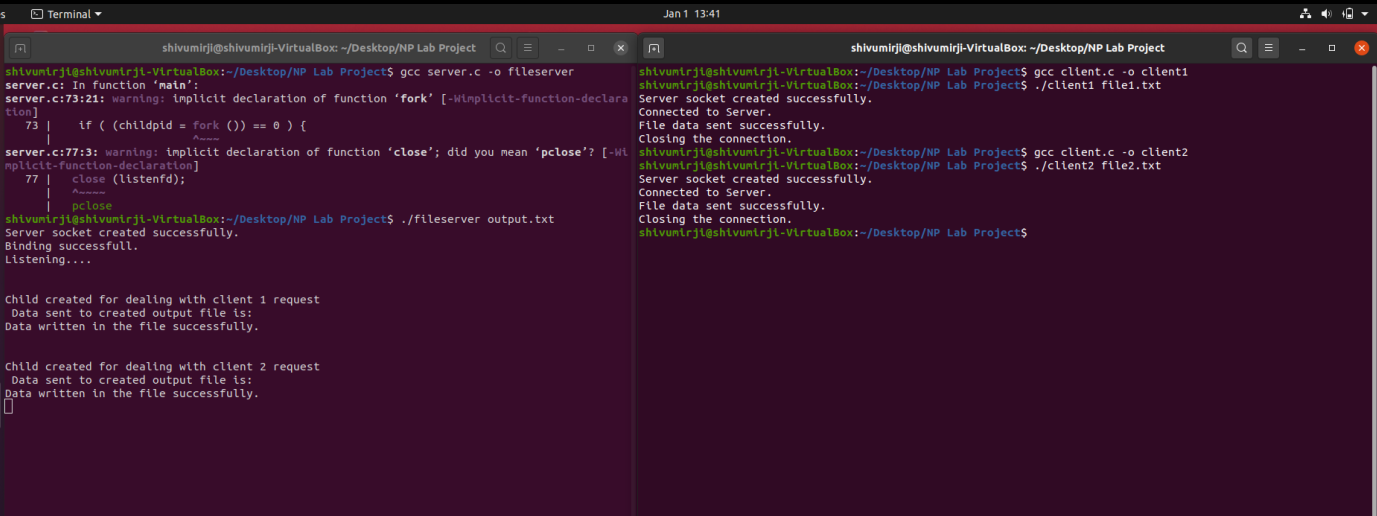 s
Terminal
Jan 1 13:41
shivumirji@shivumirji-VirtualBox: ~/Desktop/NP Lab Project
shivumirji@shivumirji-VirtualBox:~/Desktop/NP Lab Project$ gcc server.c -o fileserver
server.c: In function ‘main’:
server.c:73:21: warning: implicit declaration of function ‘fork’ [-Wimplicit-function-declara
tion]
   73 |    if ( (childpid = fork ()) == 0 ) {
      |                     ^~~~
server.c:77:3: warning: implicit declaration of function ‘close’; did you mean ‘pclose’? [-Wi
mplicit-function-declaration]
   77 |   close (listenfd);
      |   ^~~~~
      |   pclose
shivumirji@shivumirji-VirtualBox:~/Desktop/NP Lab Project$ ./fileserver output.txt
Server socket created successfully.
Binding successfull.
Listening....
Child created for dealing with client 1 request
 Data sent to created output file is:
Data written in the file successfully.
Child created for dealing with client 2 request
 Data sent to created output file is:
Data written in the file successfully.
shivumirji@shivumirji-VirtualBox: ~/Desktop/NP Lab Project
shivumirji@shivumirji-VirtualBox:~/Desktop/NP Lab Project$ gcc client.c -o client1
shivumirji@shivumirji-VirtualBox:~/Desktop/NP Lab Project$ ./client1 file1.txt
Server socket created successfully.
Connected to Server.
File data sent successfully.
Closing the connection.
shivumirji@shivumirji-VirtualBox:~/Desktop/NP Lab Project$ gcc client.c -o client2
shivumirji@shivumirji-VirtualBox:~/Desktop/NP Lab Project$ ./client2 file2.txt
Server socket created successfully.
Connected to Server.
File data sent successfully.
Closing the connection.
shivumirji@shivumirji-VirtualBox:~/Desktop/NP Lab Project$